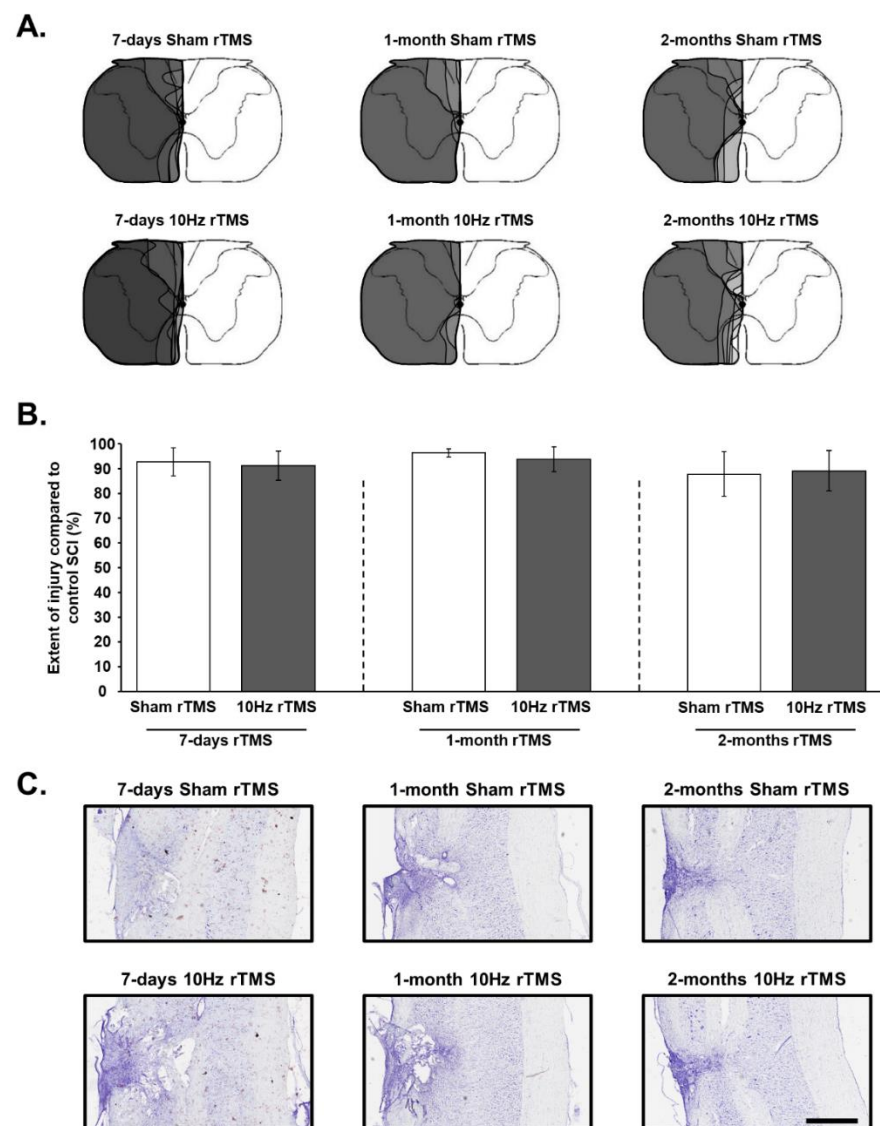 A.
7-days Sham rTMS 1-month Sham rTMS 2-months Sham rTMS
7-days 10Hz rTMS 1-month 10Hz rTMS 2-months 10Hz rTMS
B.
Extent of injury compared to
control SCI (%)
100
90
80
70
60
50
40
30
20
10
0
Sham rTMS 10Hz rTMS Sham rTMS 10Hz rTMS Sham rTMS 10Hz rTMS
7-days rTMS 1-month rTMS 2-months rTMS
C.
7-days Sham rTMS 1-month Sham rTMS 2-months Sham rTMS
7-days 10Hz rTMS 1-month 10Hz rTMS 2-months 10Hz rTMS